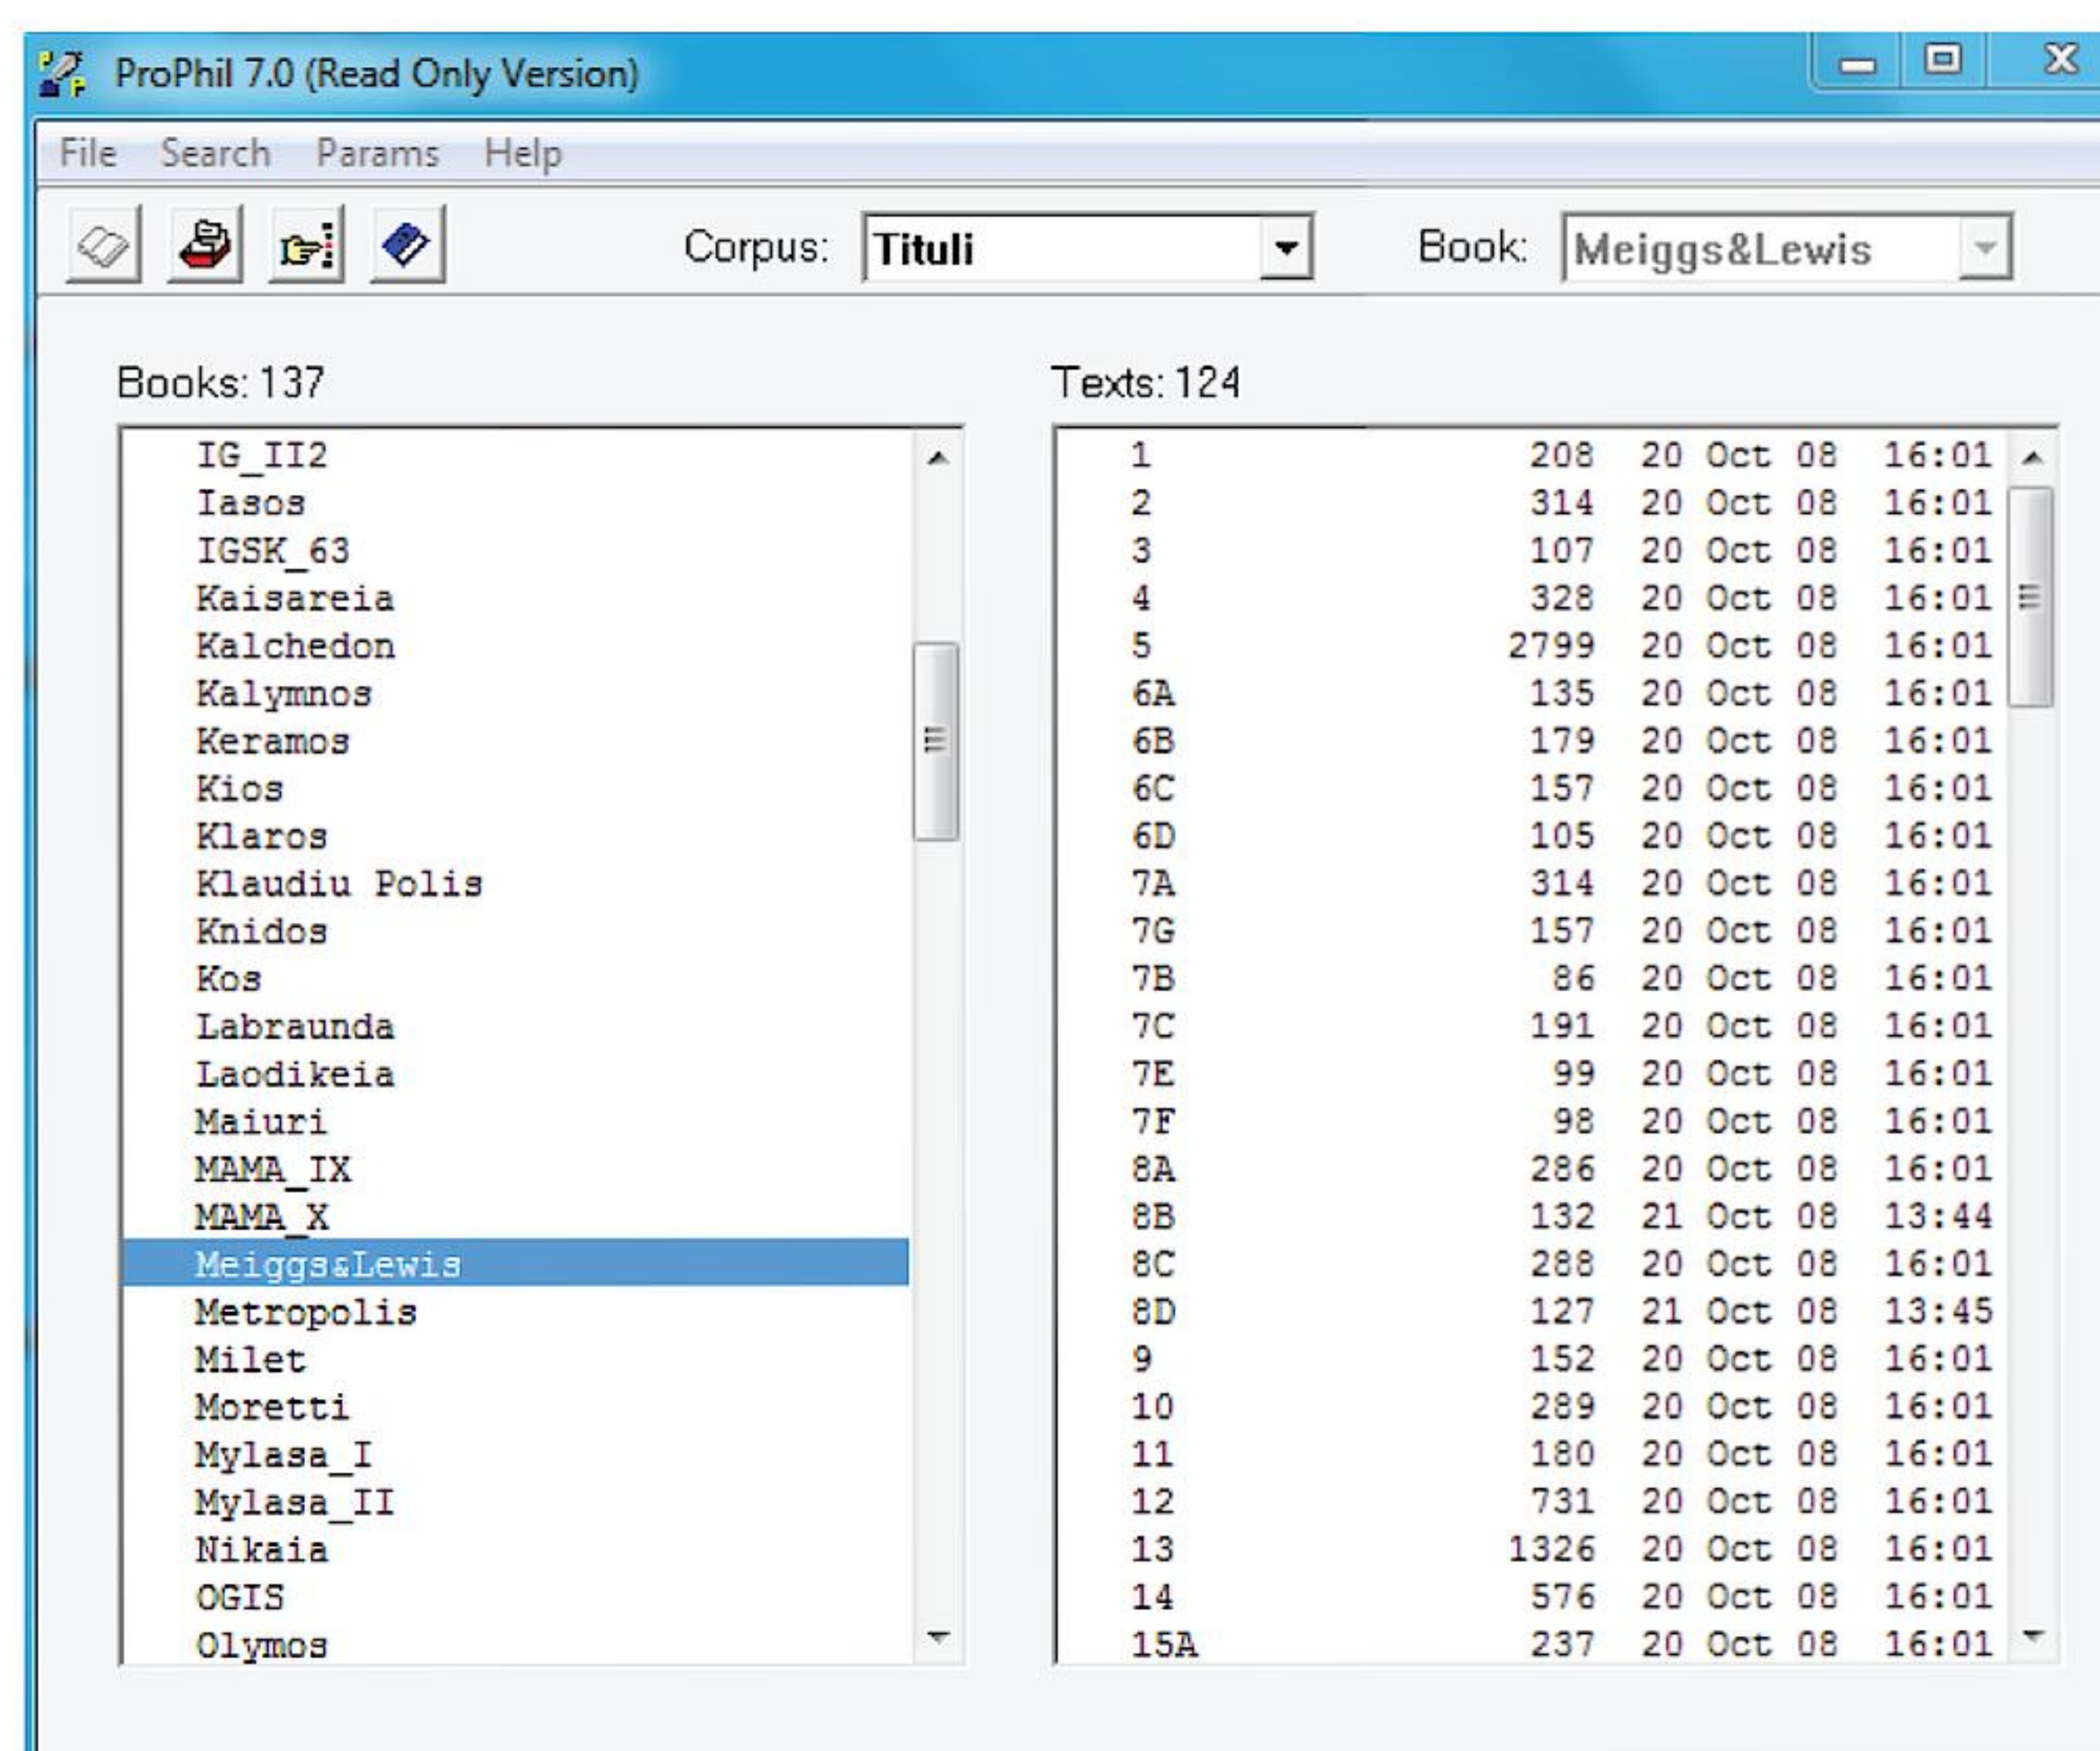 ProPhil 7.0 (Read Only Version)
File Search Params Help
Corpus: Tituli Book: Meiggs&Lewis
Books: 137
IG_II2
Iasos
IGSK_63
Kaisareia
Kalchedon
Kalymnos
Keramos
Kios
Klaros
Klaudiu Polis
Knidos
Kos
Labraunda
Laodikeia
Maiuri
MAMA_IX
MAMA_X
Meiggs&Lewis
Metropolis
Milet
Moretti
Mylasa_I
Mylasa_II
Nikaia
OGIS
Olymos
Texts: 124
1 208 20 Oct 08 16:01
2 314 20 Oct 08 16:01
3 107 20 Oct 08 16:01
4 328 20 Oct 08 16:01
5 2799 20 Oct 08 16:01
6A 135 20 Oct 08 16:01
6B 179 20 Oct 08 16:01
6C 157 20 Oct 08 16:01
6D 105 20 Oct 08 16:01
7A 314 20 Oct 08 16:01
7G 157 20 Oct 08 16:01
7B 86 20 Oct 08 16:01
7C 191 20 Oct 08 16:01
7E 99 20 Oct 08 16:01
7F 98 20 Oct 08 16:01
8A 286 20 Oct 08 16:01
8B 132 21 Oct 08 13:44
8C 288 20 Oct 08 16:01
8D 127 21 Oct 08 13:45
9 152 20 Oct 08 16:01
10 289 20 Oct 08 16:01
11 180 20 Oct 08 16:01
12 731 20 Oct 08 16:01
13 1326 20 Oct 08 16:01
14 576 20 Oct 08 16:01
15A 237 20 Oct 08 16:01